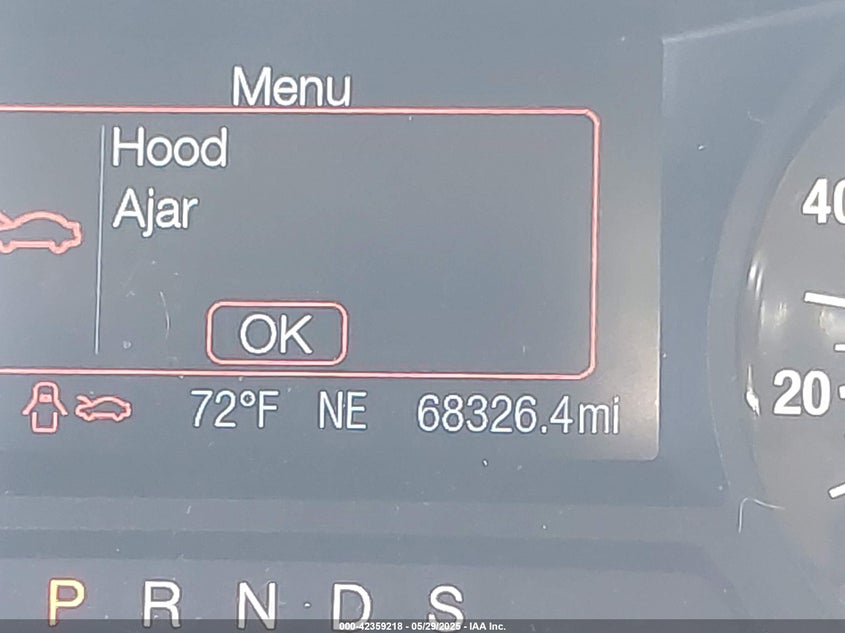 Menu
Hood
Ajar
OK
72°F NE 68326.4mi
40
20
P R N D S
000-42359218 - 05/29/2025 - IAA Inc.